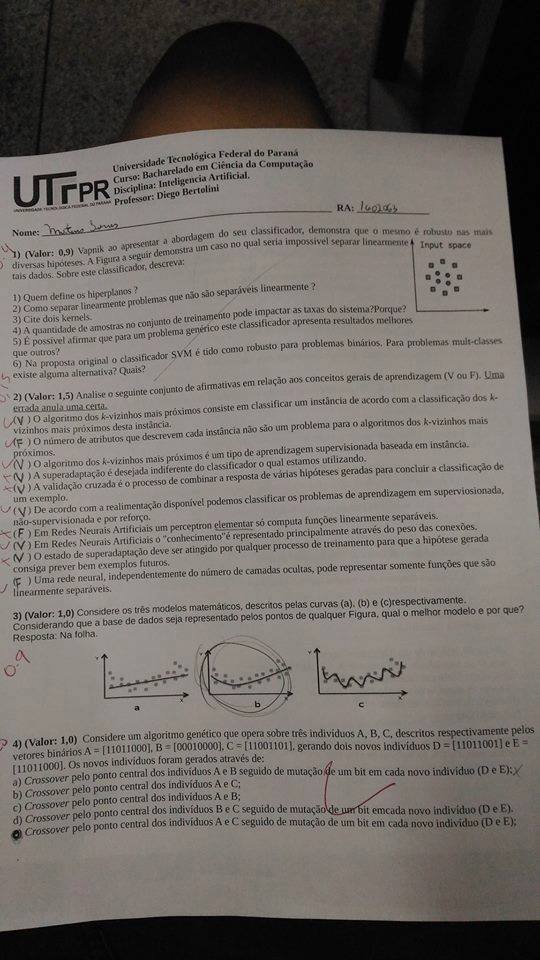 Universidade Tecnológica Federal do Paraná
Curso: Bacharelado em Ciência da Computação
Disciplina: Inteligencia Artificial.
Professor: Diego Bertolini
UTFPR
UNIVERSIDADE TECNOLÓGICA FEDERAL DO PARANÁ
Nome:
RA:
1) (Valor: 0,9) Vapnik ao apresentar a abordagem do seu classificador, demonstra que o mesmo é robusto nas mais
diversas hipóteses. A Figura a seguir demonstra um caso no qual seria impossivel separar linearmente
tais dados. Sobre este classificador, descreva:
Input space
1) Quem define os hiperplanos ?
2) Como separar linearmente problemas que não são separáveis linearmente ?
3) Cite dois kernels.
4) A quantidade de amostras no conjunto de treinamento pode impactar as taxas do sistema?Porque?
5) É possível afirmar que para um problema genérico este classificador apresenta resultados melhores
que outros?
6) Na proposta original o classificador SVM é tido como robusto para problemas binários. Para problemas mult-classes
existe alguma alternativa? Quais?
2) (Valor: 1,5) Analise o seguinte conjunto de afirmativas em relação aos conceitos gerais de aprendizagem (V ou F). Uma
errada anula uma certa.
(V ) O algoritmo dos k-vizinhos mais próximos consiste em classificar um instância de acordo com a classificação dos k-
vizinhos mais próximos desta instância.
(F ) O número de atributos que descrevem cada instância não são um problema para o algoritmos dos k-vizinhos mais
próximos.
(V ) O algoritmo dos k-vizinhos mais próximos é um tipo de aprendizagem supervisionada baseada em instância.
(V ) A superadaptação é desejada indiferente do classificador o qual estamos utilizando.
(V ) A validação cruzada é o processo de combinar a resposta de várias hipóteses geradas para concluir a classificação de
um exemplo.
(V ) De acordo com a realimentação disponível podemos classificar os problemas de aprendizagem em superviosionada,
não-supervisionada e por reforço.
(F ) Em Redes Neurais Artificiais um perceptron elementar só computa funções linearmente separáveis.
(V ) Em Redes Neurais Artificiais o "conhecimento"é representado principalmente através do peso das conexões.
(V ) O estado de superadaptação deve ser atingido por qualquer processo de treinamento para que a hipótese gerada
consiga prever bem exemplos futuros.
(F ) Uma rede neural, independentemente do número de camadas ocultas, pode representar somente funções que são
linearmente separáveis.
3) (Valor: 1,0) Considere os três modelos matemáticos, descritos pelas curvas (a). (b) e (c)respectivamente.
Considerando que a base de dados seja representado pelos pontos de qualquer Figura, qual o melhor modelo e por que?
Resposta: Na folha.
0.9
Y X Y X Y X
a b c
4) (Valor: 1,0) Considere um algoritmo genético que opera sobre três indivíduos A, B, C, descritos respectivamente pelos
vetores binários A = [11011000], B = [00010000], C = [11001101], gerando dois novos indivíduos D = [11011001] e E =
[11011000]. Os novos indivíduos foram gerados através de:
a) Crossover pelo ponto central dos indivíduos A e B seguido de mutação de um bit em cada novo indivíduo (D e E);
b) Crossover pelo ponto central dos indivíduos A e C;
c) Crossover pelo ponto central dos indivíduos A e B;
d) Crossover pelo ponto central dos indivíduos B e C seguido de mutação de um bit emcada novo indivíduo (D e E).
Crossover pelo ponto central dos indivíduos A e C seguido de mutação de um bit em cada novo indivíduo (D e E);